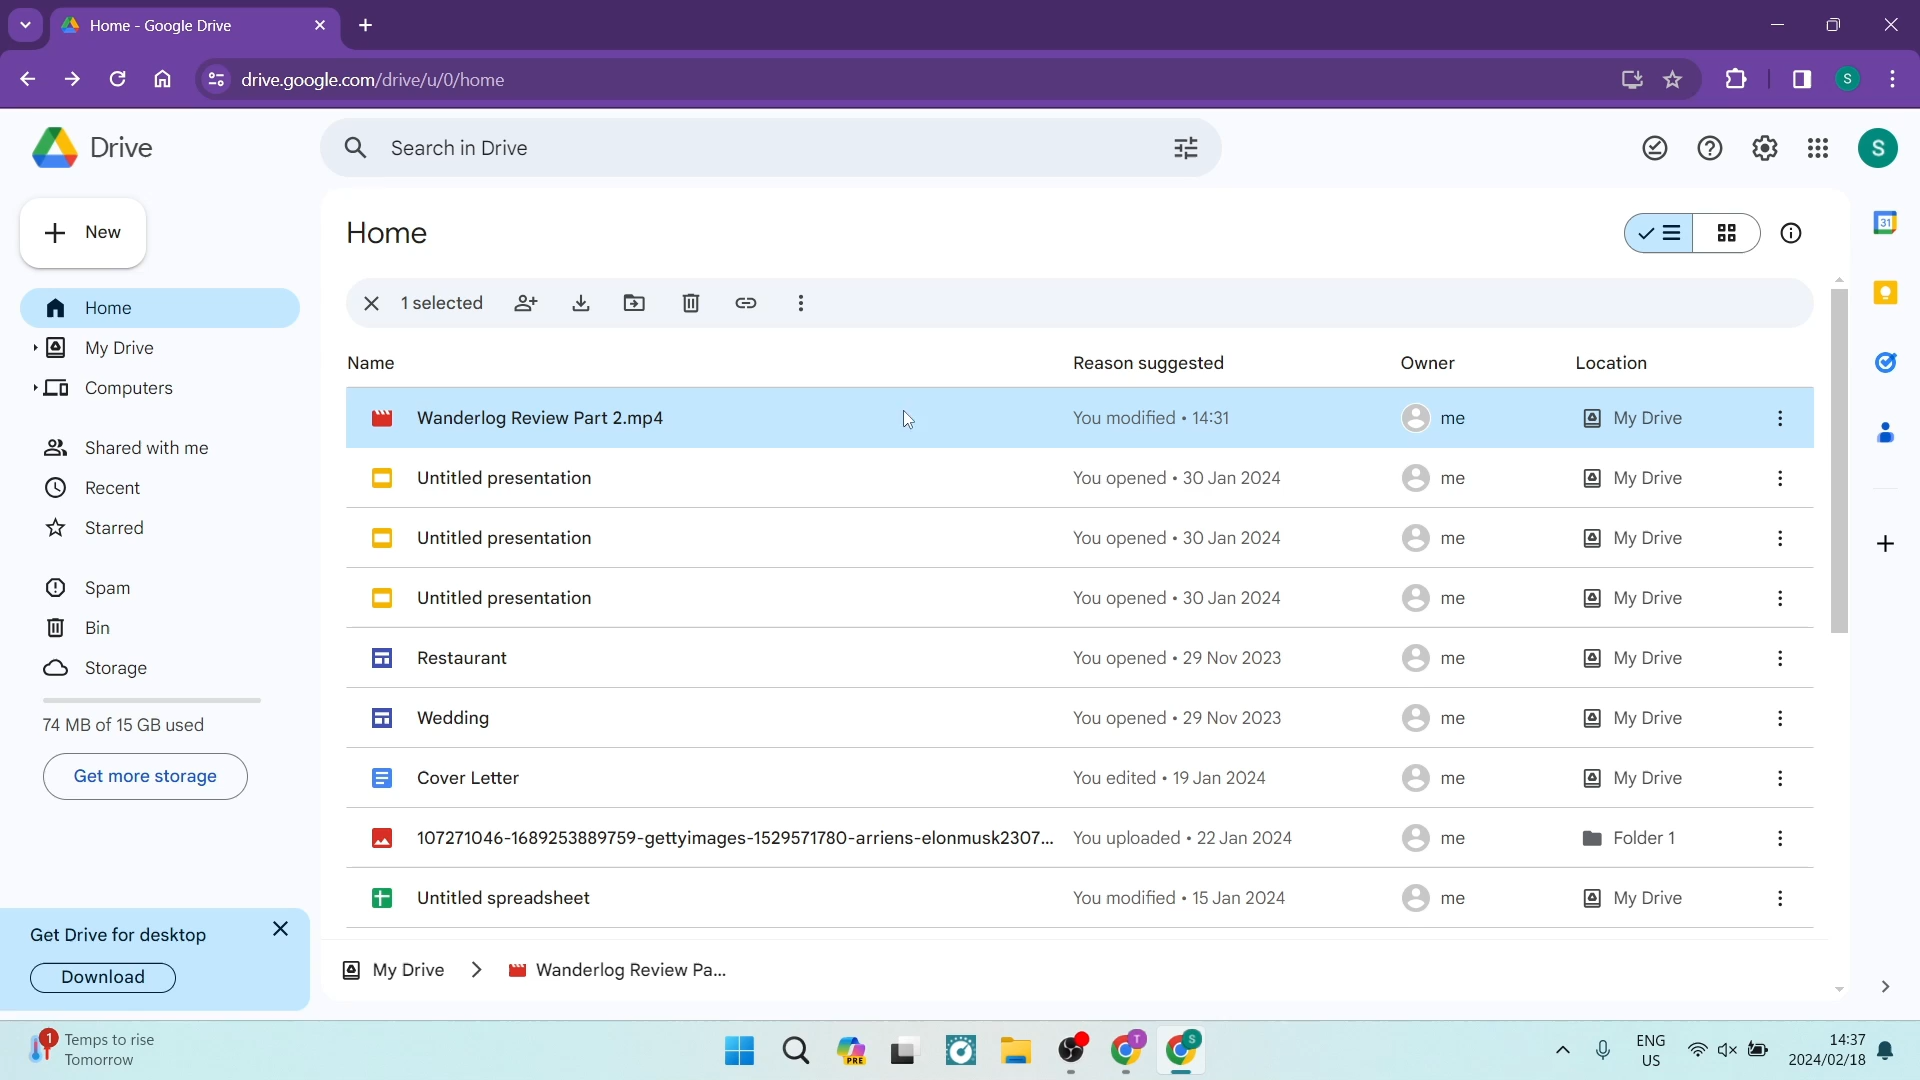 Home - Google Drive
drive.google.com/drive/u/0/home
S
Drive
Search in Drive
S
New
Home
31
1 selected
Home
My Drive
Computers
Shared with me
Recent
Starred
Spam
Bin
Storage
74 MB of 15 GB used
Get more storage
Name Reason suggested Owner Location
Wanderlog Review Part 2.mp4 You modified • 14:31 me My Drive
Untitled presentation You opened • 30 Jan 2024 me My Drive
Untitled presentation You opened • 30 Jan 2024 me My Drive
Untitled presentation You opened • 30 Jan 2024 me My Drive
Restaurant You opened • 29 Nov 2023 me My Drive
Wedding You opened • 29 Nov 2023 me My Drive
Cover Letter You edited • 19 Jan 2024 me My Drive
107271046-1689253889759-gettyimages-1529571780-arriens-elonmusk2307... You uploaded • 22 Jan 2024 me Folder 1
Untitled spreadsheet You modified • 15 Jan 2024 me My Drive
Get Drive for desktop
Download
My Drive > Wanderlog Review Pa...
1
Temps to rise
Tomorrow
PRE
T
S
ENG
US
14:37
2024/02/18